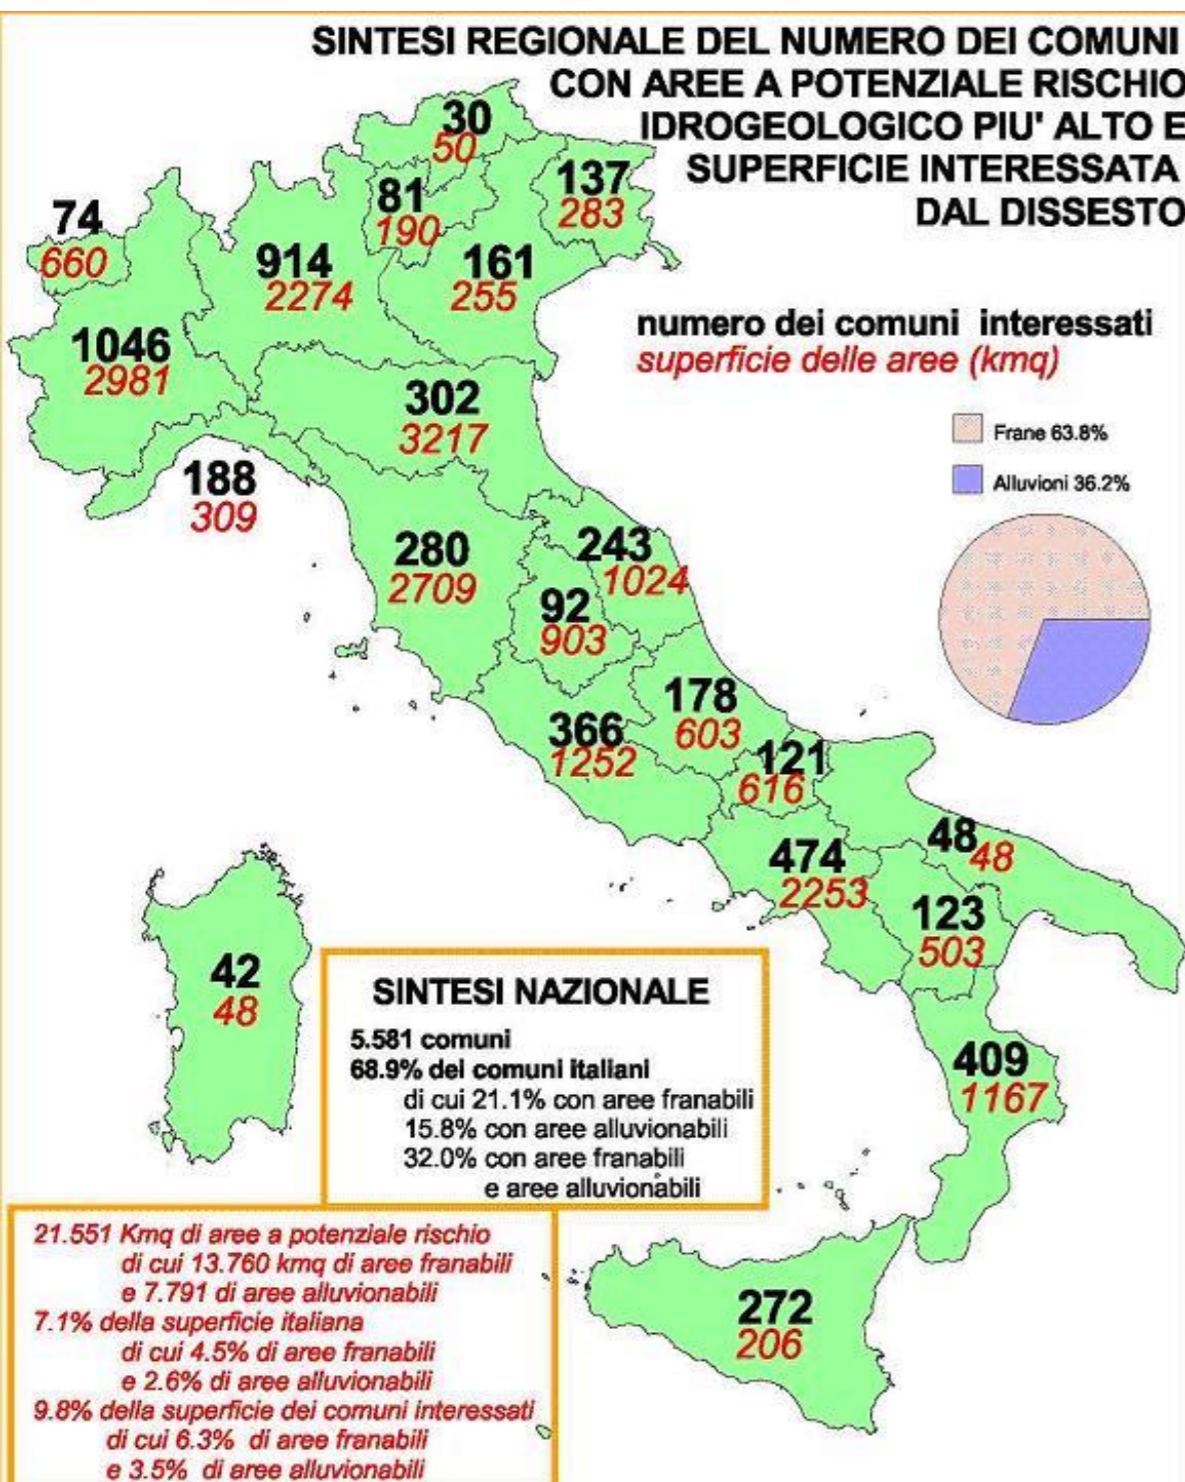 SINTESI REGIONALE DEL NUMERO DEI COMUNI
CON AREE A POTENZIALE RISCHIO
IDROGEOLOGICO PIU' ALTO E
SUPERFICIE INTERESSATA
DAL DISSESTO
30
50
137
283
81
190
74
660
914
2274
161
255
numero dei comuni interessati
superficie delle aree (kmq)
1046
2981
302
3217
Frane 63.8%
Alluvioni 36.2%
188
309
280
2709
243
1024
92
903
178
603
366
1252
121
616
48
48
474
2253
123
503
42
48
409
1167
272
206
SINTESI NAZIONALE
5.581 comuni
68.9% dei comuni italiani
di cui 21.1% con aree franabili
15.8% con aree alluvionabili
32.0% con aree franabili
e aree alluvionabili
21.551 Kmq di aree a potenziale rischio
di cui 13.760 kmq di aree franabili
e 7.791 di aree alluvionabili
7.1% della superficie italiana
di cui 4.5% di aree franabili
e 2.6% di aree alluvionabili
9.8% della superficie dei comuni interessati
di cui 6.3% di aree franabili
e 3.5% di aree alluvionabili